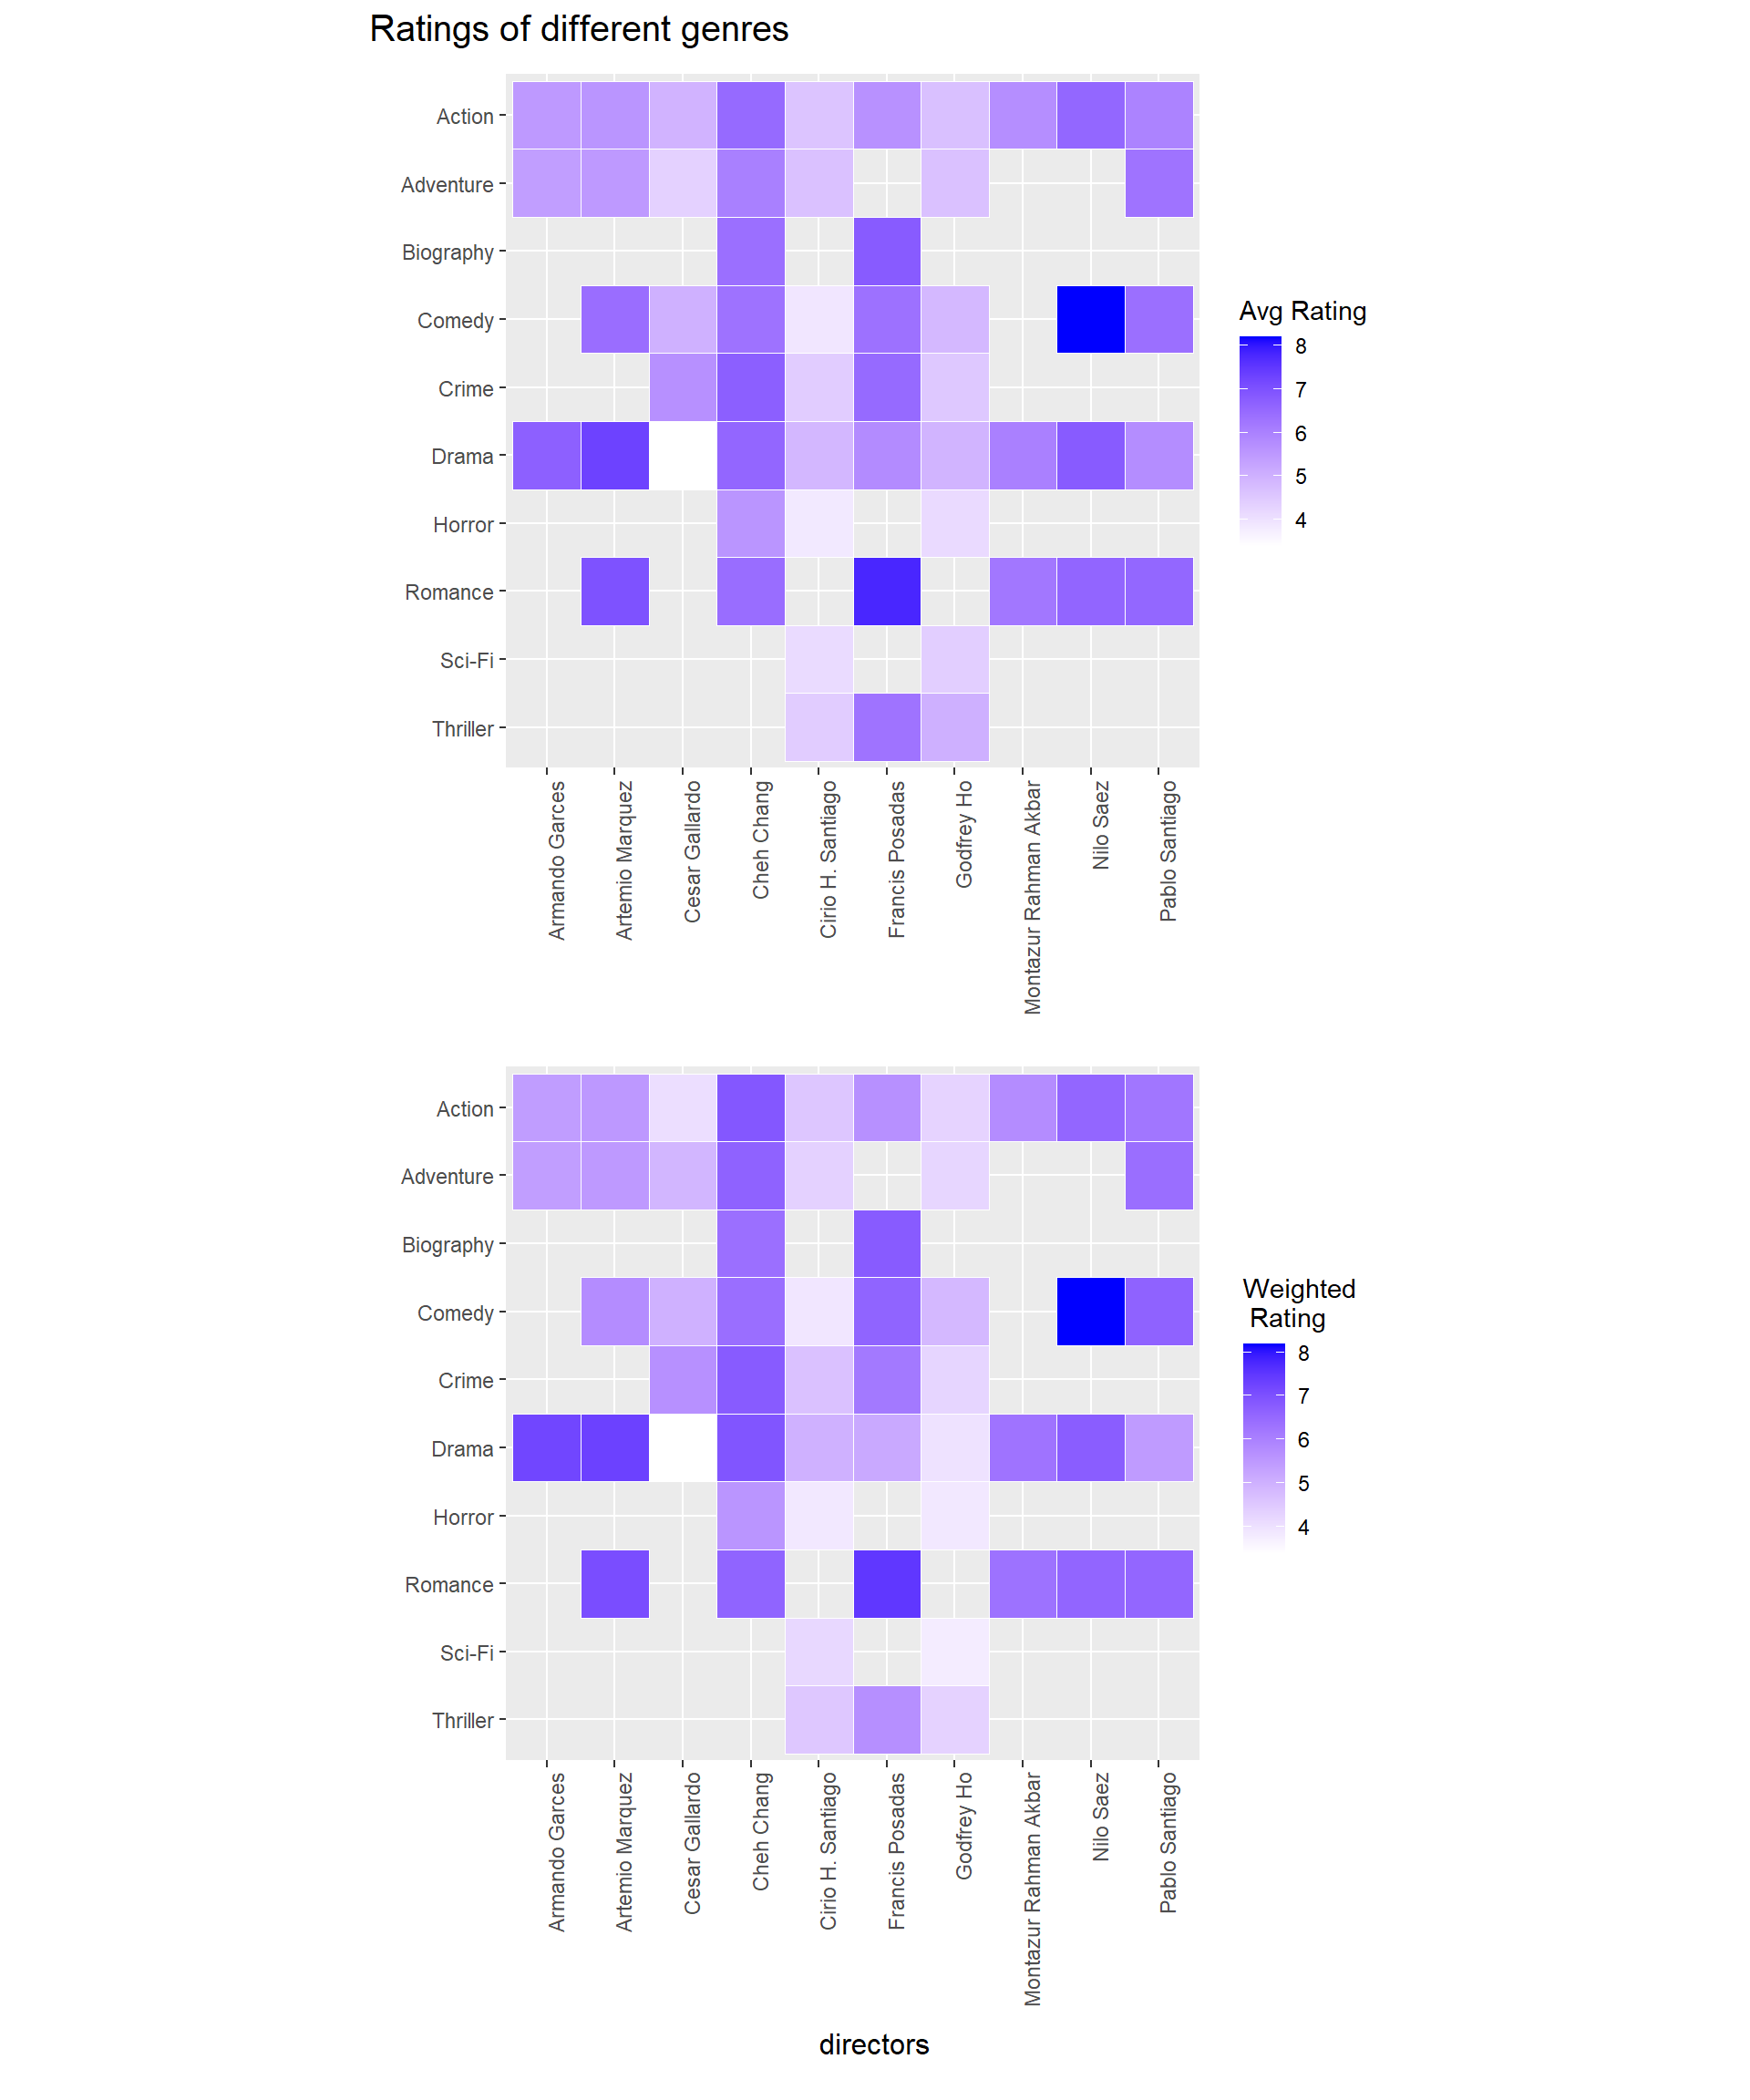 Ratings of different genres
Action
Adventure
Biography
Comedy
Crime
Drama
Horror
Romance
Sci-Fi
Thriller
Armando Garces
Artemio Marquez
Cesar Gallardo
Cheh Chang
Cirio H. Santiago
Francis Posadas
Godfrey Ho
Montazur Rahman Akbar
Nilo Saez
Pablo Santiago
Avg Rating
8
7
6
5
4
Action
Adventure
Biography
Comedy
Crime
Drama
Horror
Romance
Sci-Fi
Thriller
Armando Garces
Artemio Marquez
Cesar Gallardo
Cheh Chang
Cirio H. Santiago
Francis Posadas
Godfrey Ho
Montazur Rahman Akbar
Nilo Saez
Pablo Santiago
Weighted
Rating
8
7
6
5
4
directors